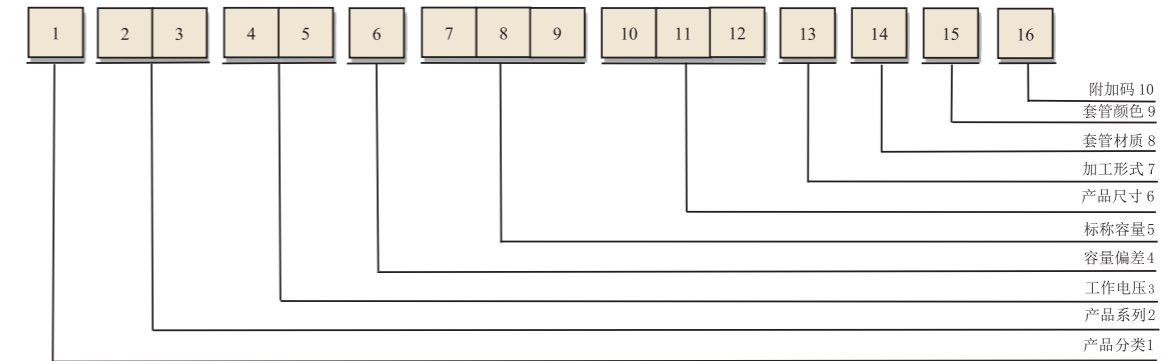 1 2 3 4 5 6 7 8 9 10 11 12 13 14 15 16
附加码 10
套管颜色 9
套管材质 8
加工形式 7
产品尺寸 6
标称容量5
容量偏差4
工作电压3
产品系列2
产品分类1